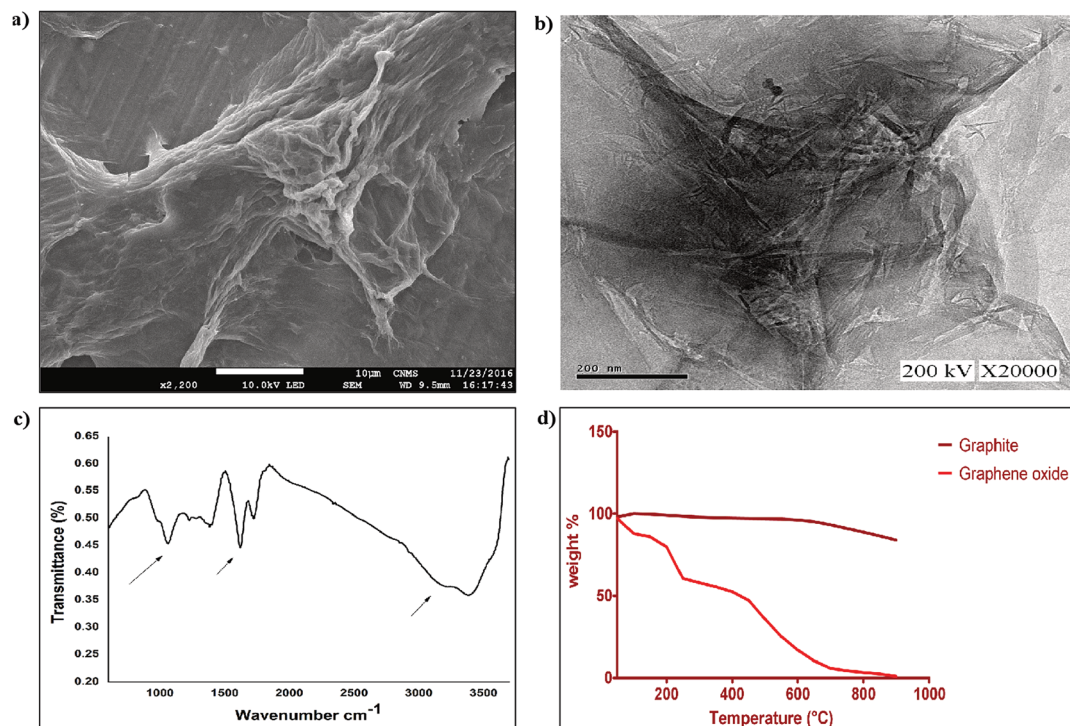 a)
10μm CNMS 11/23/2016
x2,200 10.0kV LED SEM WD 9.5mm 16:17:43
b)
200 nm
200 kV X20000
c)
0.65
0.60
0.55
0.50
0.45
0.40
0.35
0.30
0.25
0.20
Transmittance (%)
1000 1500 2000 2500 3000 3500
Wavenumber cm-1
d)
150
100
50
0
weight %
Graphite
Graphene oxide
200 400 600 800 1000
Temperature (°C)